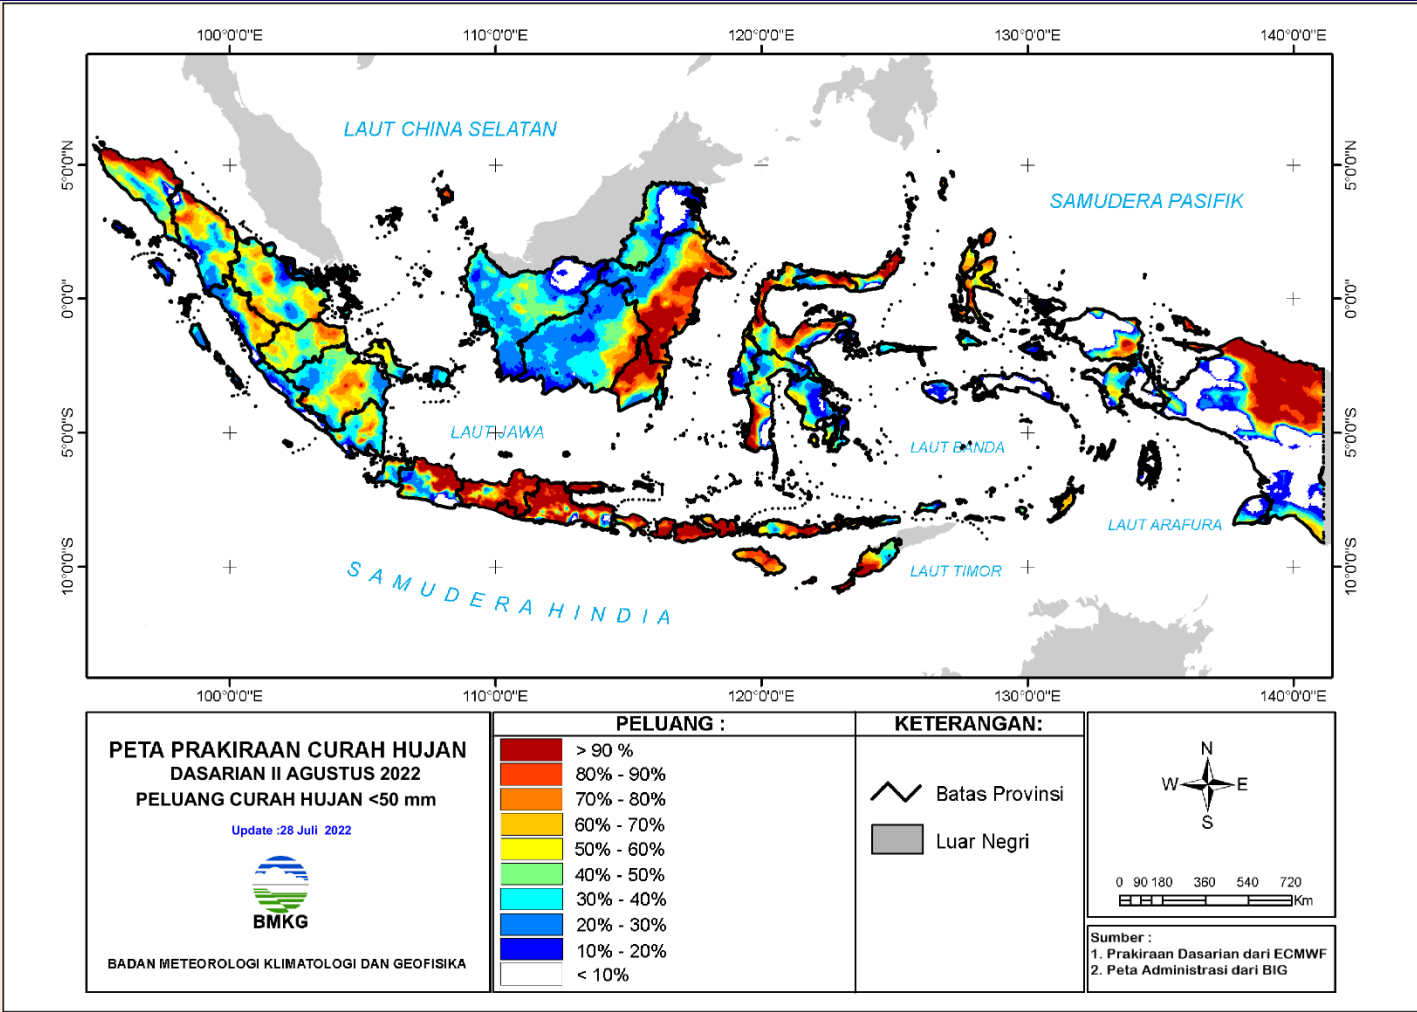 100°0'0"E 110°0'0"E 120°0'0"E 130°0'0"E 140°0'0"E
5°0'0"N 5°0'0"N
0°0'0" 0°0'0"
5°0'0"S 5°0'0"S
10°0'0"S 10°0'0"S
LAUT CHINA SELATAN
SAMUDERA PASIFIK
LAUT JAWA
LAUT BANDA
LAUT ARAFURA
LAUT TIMOR
SAMUDERA HINDIA
100°0'0"E 110°0'0"E 120°0'0"E 130°0'0"E 140°0'0"E
PETA PRAKIRAAN CURAH HUJAN
DASARIAN II AGUSTUS 2022
PELUANG CURAH HUJAN <50 mm
Update :28 Juli 2022
BMKG
BADAN METEOROLOGI KLIMATOLOGI DAN GEOFISIKA
PELUANG :
> 90 %
80% - 90%
70% - 80%
60% - 70%
50% - 60%
40% - 50%
30% - 40%
20% - 30%
10% - 20%
< 10%
KETERANGAN:
Batas Provinsi
Luar Negri
N
W E
S
0 90 180 360 540 720
Km
Sumber :
1. Prakiraan Dasarian dari ECMWF
2. Peta Administrasi dari BIG